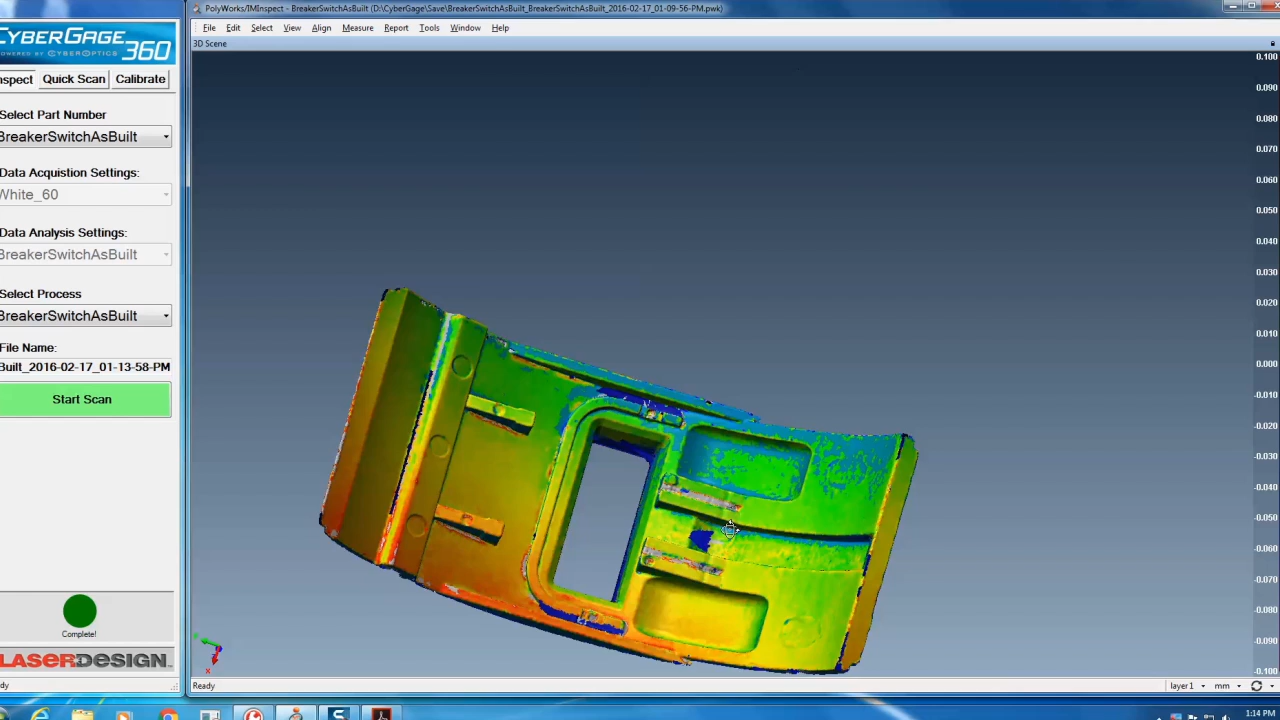 PolyWorks/IMInspect - BreakerSwitchAsBuilt (D:\CyberGage\Save\BreakerSwitchAsBuilt_BreakerSwitchAsBuilt_2016-02-17_01-09-56-PM.pwk)
CYBERGAGE 360
POWERED BY CYBEROPTICS
File Edit Select View Align Measure Report Tools Window Help
3D Scene
nspect Quick Scan Calibrate
Select Part Number
BreakerSwitchAsBuilt
Data Acquistion Settings:
White_60
Data Analysis Settings:
BreakerSwitchAsBuilt
Select Process
BreakerSwitchAsBuilt
File Name:
Built_2016-02-17_01-13-58-PM
Start Scan
Complete!
LASERDESIGN
dy
0.100
0.090
0.080
0.070
0.060
0.050
0.040
0.030
0.020
0.010
0.000
-0.010
-0.020
-0.030
-0.040
-0.050
-0.060
-0.070
-0.080
-0.090
-0.100
x
Ready
layer1 mm
1:14 PM